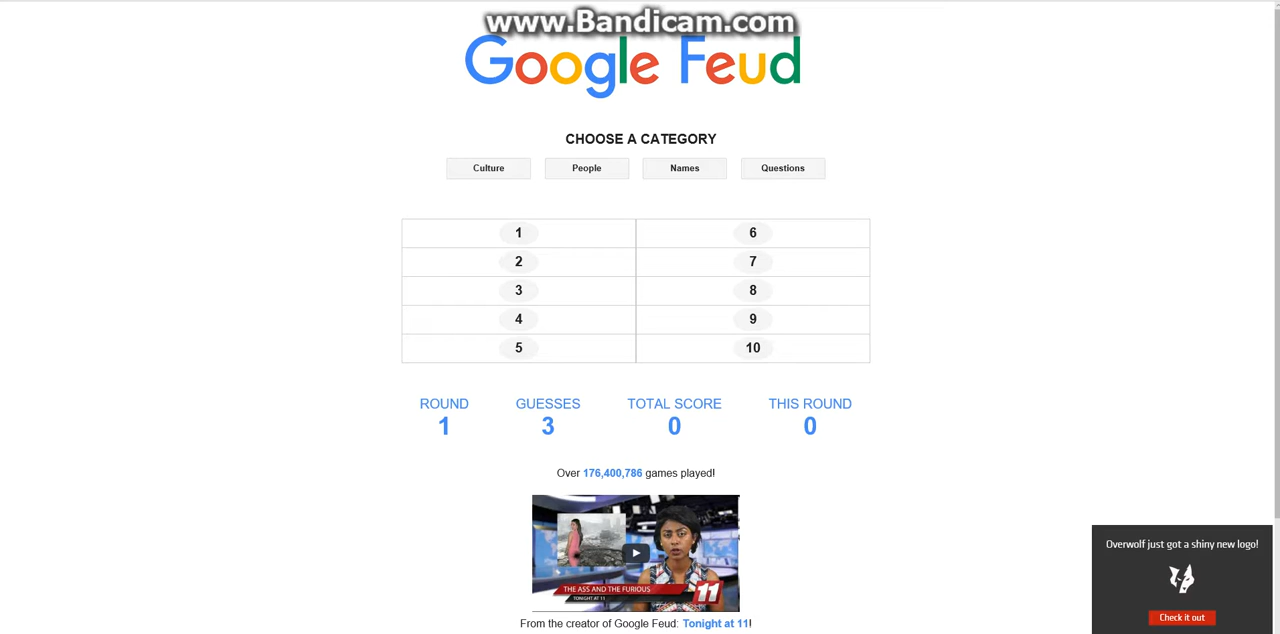 www.Bandicam.com
Google Feud
CHOOSE A CATEGORY
Culture People Names Questions
1 6
2 7
3 8
4 9
5 10
ROUND GUESSES TOTAL SCORE THIS ROUND
1 3 0 0
Over 176,400,786 games played!
THE ASS AND THE FURIOUS
TONIGHT AT 11
11
From the creator of Google Feud: Tonight at 11!
Overwolf just got a shiny new logo!
Check it out